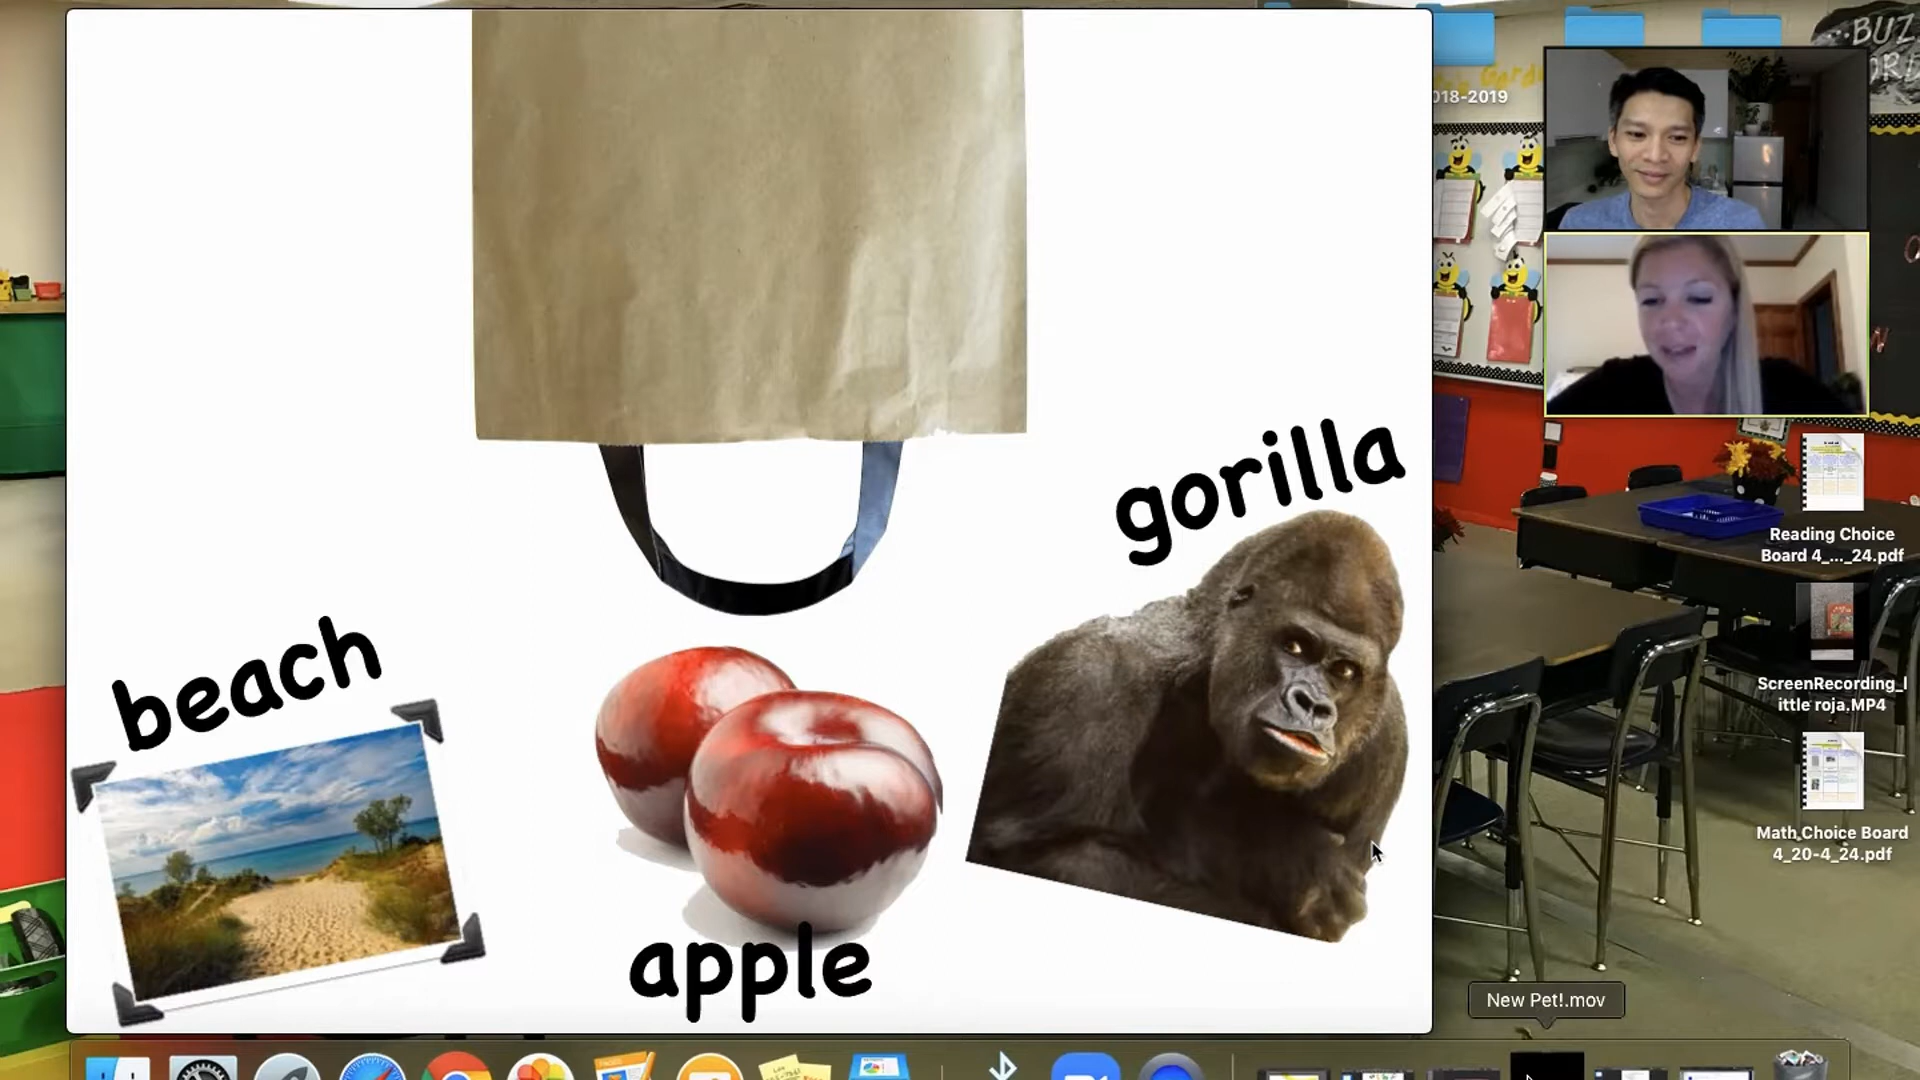 gorilla
beach
apple
018-2019
BUZ
Reading Choice
Board 4_..._24.pdf
ScreenRecording_l
ittle roja.MP4
Math Choice Board
4_20-4_24.pdf
New Pet!.mov